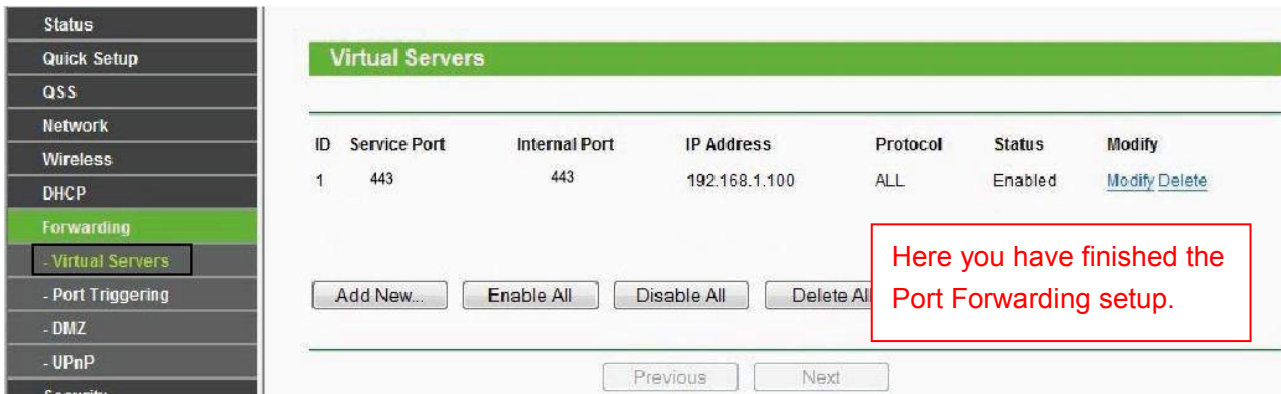 Status
Quick Setup
QSS
Network
Wireless
DHCP
Forwarding
- Virtual Servers
- Port Triggering
- DMZ
- UPnP
Security
Virtual Servers
ID Service Port Internal Port IP Address Protocol Status Modify
1 443 443 192.168.1.100 ALL Enabled Modify Delete
Add New... Enable All Disable All Delete All
Here you have finished the
Port Forwarding setup.
Previous Next